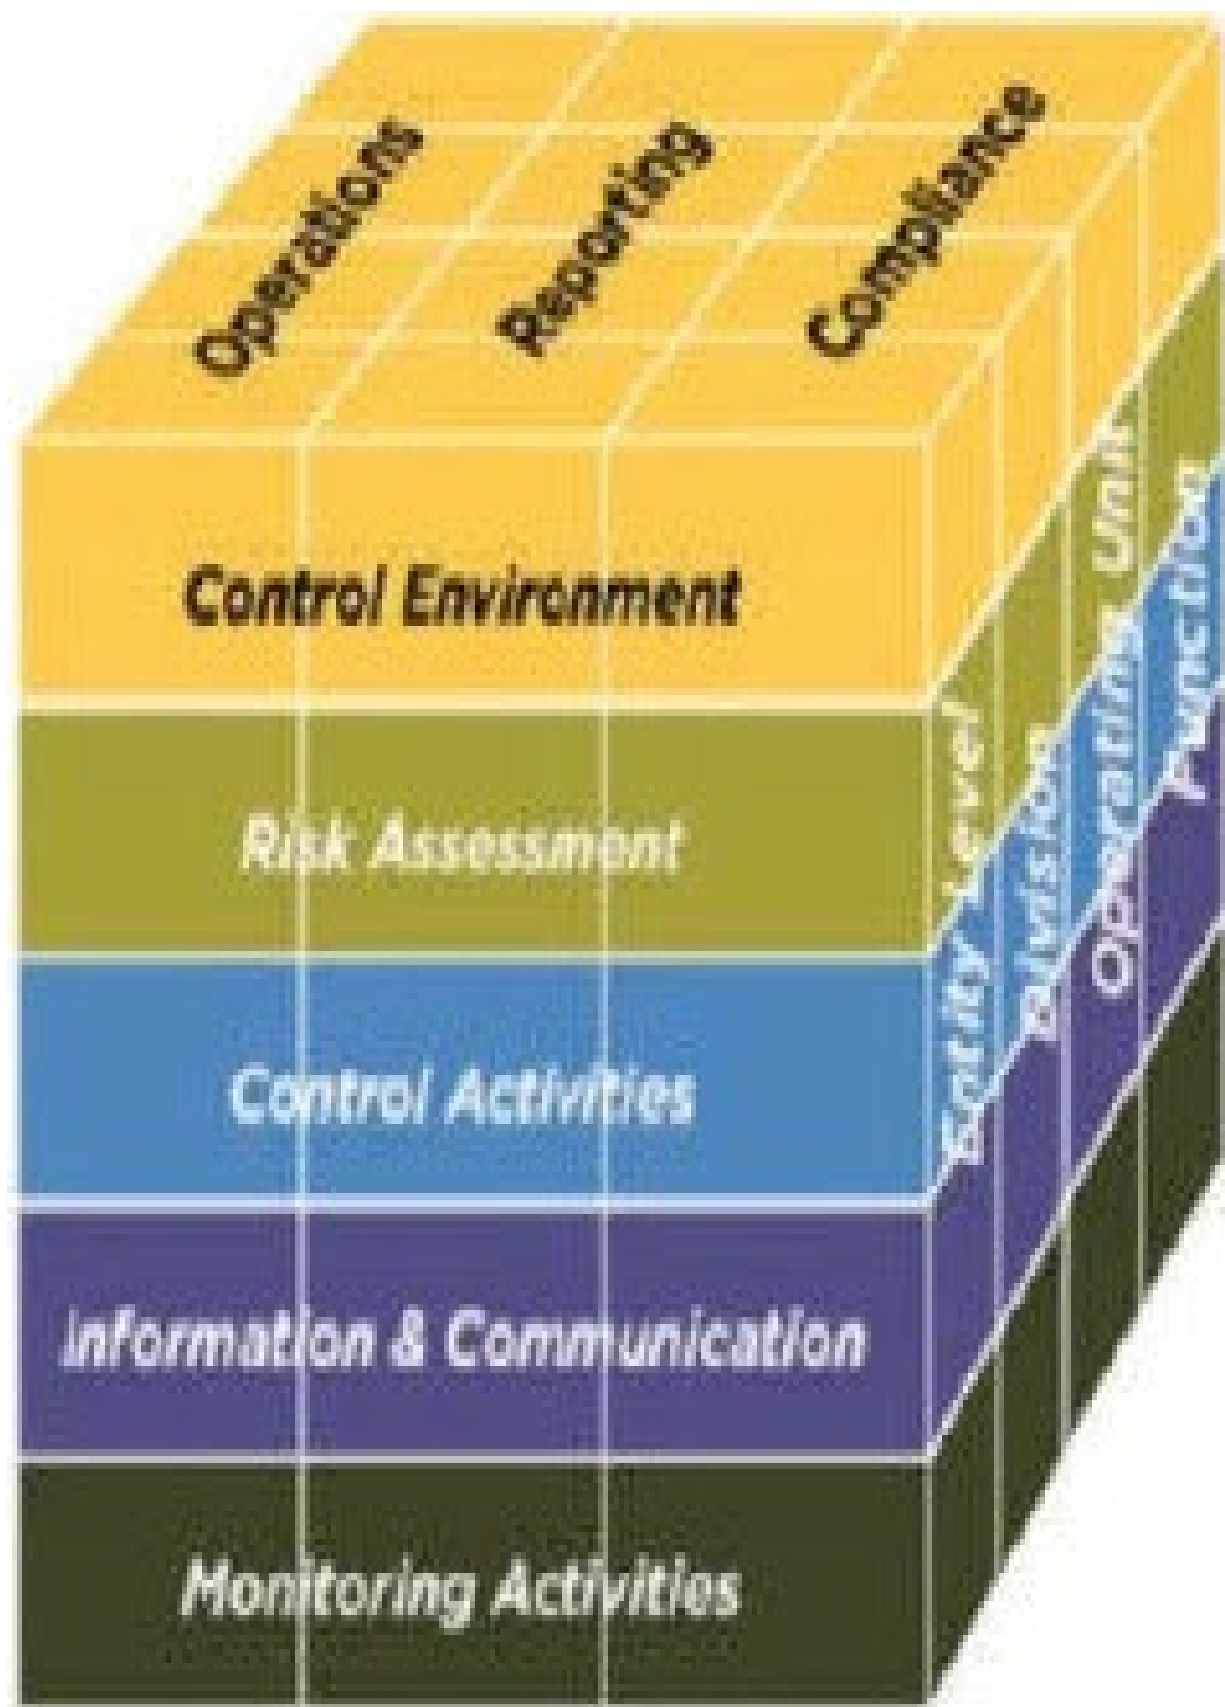 Operations
Reporting
Compliance
Control Environment
Risk Assessment
Control Activities
Information & Communication
Monitoring Activities
Entity Level
Division
Operating Unit
Function